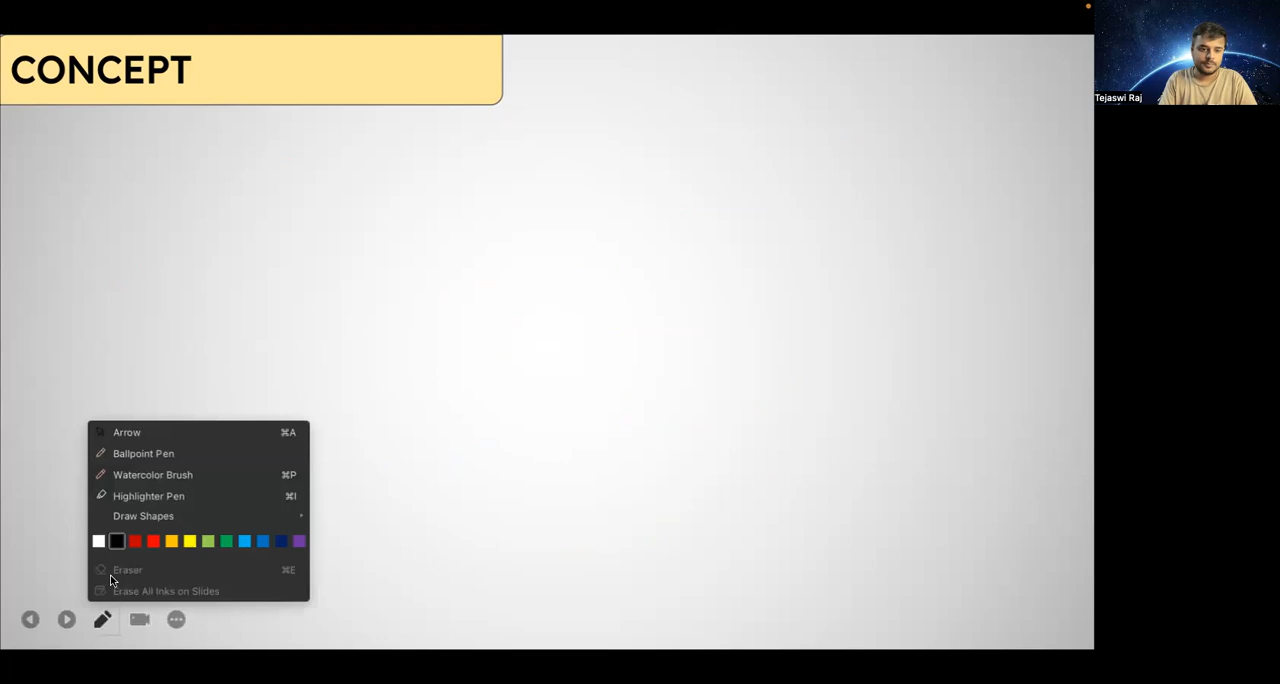 CONCEPT
Tejaswi Raj
Arrow ⌘A
Ballpoint Pen
Watercolor Brush ⌘P
Highlighter Pen ⌘I
Draw Shapes
Eraser ⌘E
Erase All Inks on Slides